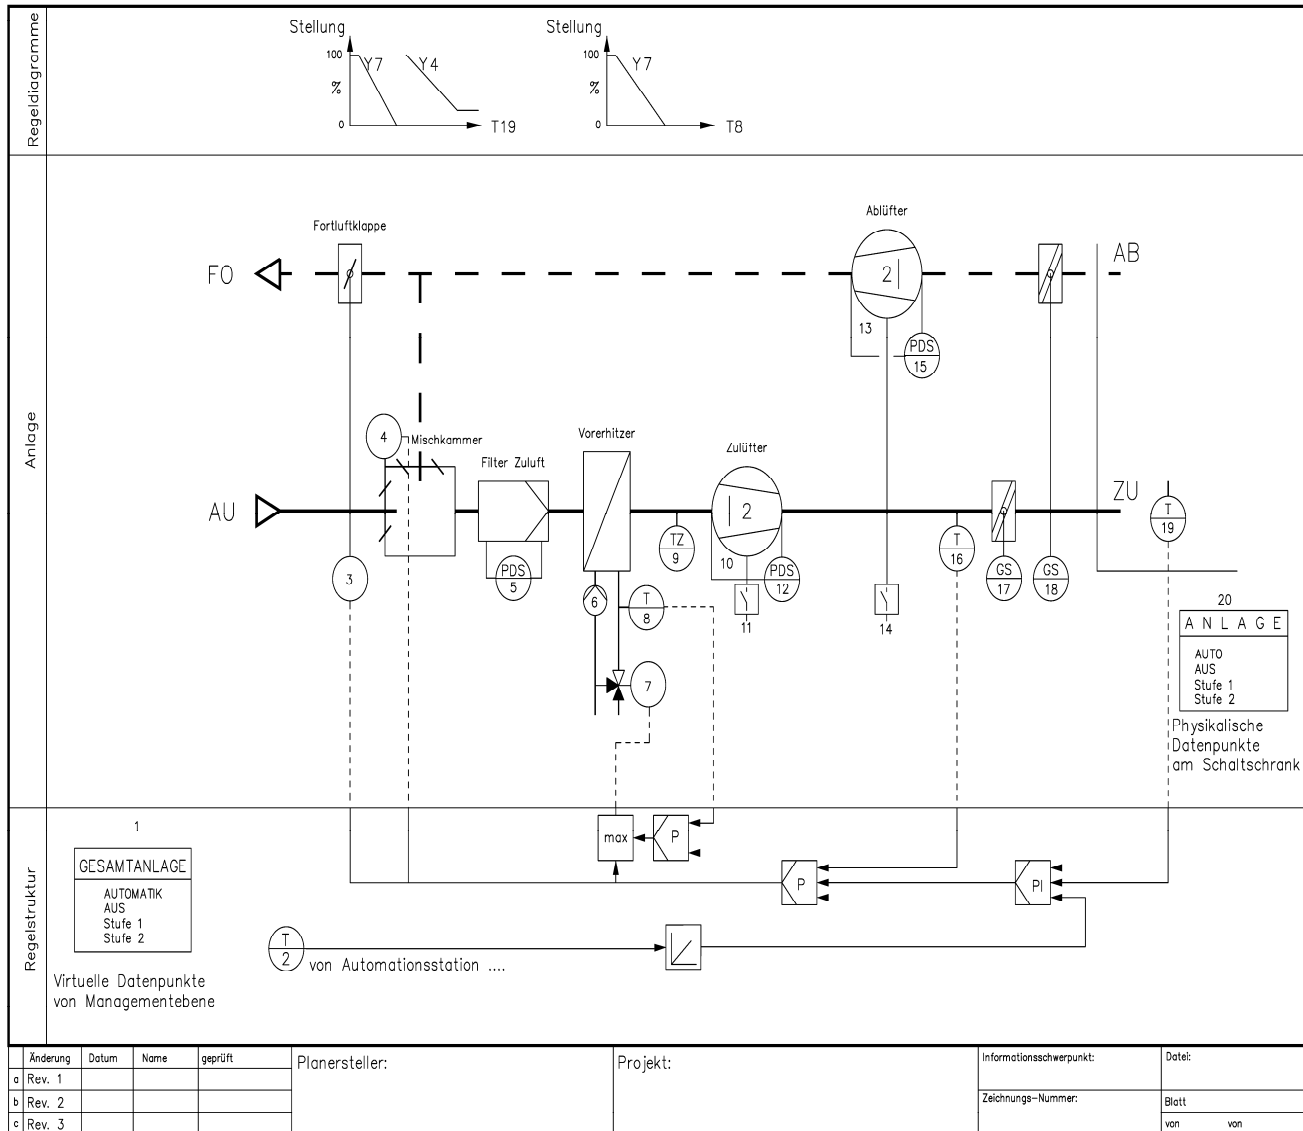 Regeldiagramme
Stellung
100
%
0
Y7
Y4
T19
Stellung
100
%
0
Y7
T8
Anlage
Ablüfter
Fortluftklappe
FO
AB
2
13
PDS
15
4
Mischkammer
Filter Zuluft
Vorerhitzer
Zulütter
AU
ZU
2
T
19
TZ
9
T
16
10
PDS
5
PDS
12
GS
17
GS
18
3
6
T
8
11
14
20
ANLAGE
AUTO
AUS
Stufe 1
Stufe 2
7
Physikalische
Datenpunkte
am Schaltschrank
Regelstruktur
1
GESAMTANLAGE
AUTOMATIK
AUS
Stufe 1
Stufe 2
Virtuelle Datenpunkte
von Managementebene
max
P
P
PI
T
2
von Automationsstation ....
Änderung
Datum
Name
geprüft
a
Rev. 1
b
Rev. 2
c
Rev. 3
Planersteller:
Projekt:
Informationsschwerpunkt:
Datei:
Zeichnungs-Nummer:
Blatt
von von